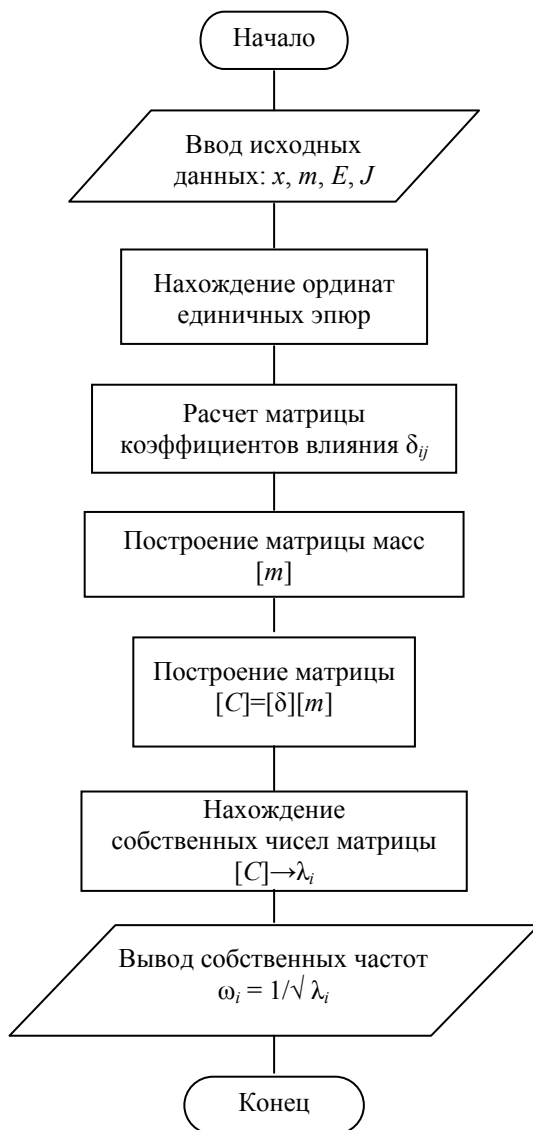 Начало
Ввод исходных
данных: x, m, E, J
Нахождение ординат
единичных эпюр
Расчет матрицы
коэффициентов влияния δij
Построение матрицы масс
[m]
Построение матрицы
[C]=[δ][m]
Нахождение
собственных чисел матрицы
[C]→λi
Вывод собственных частот
ωi = 1/√ λi
Конец